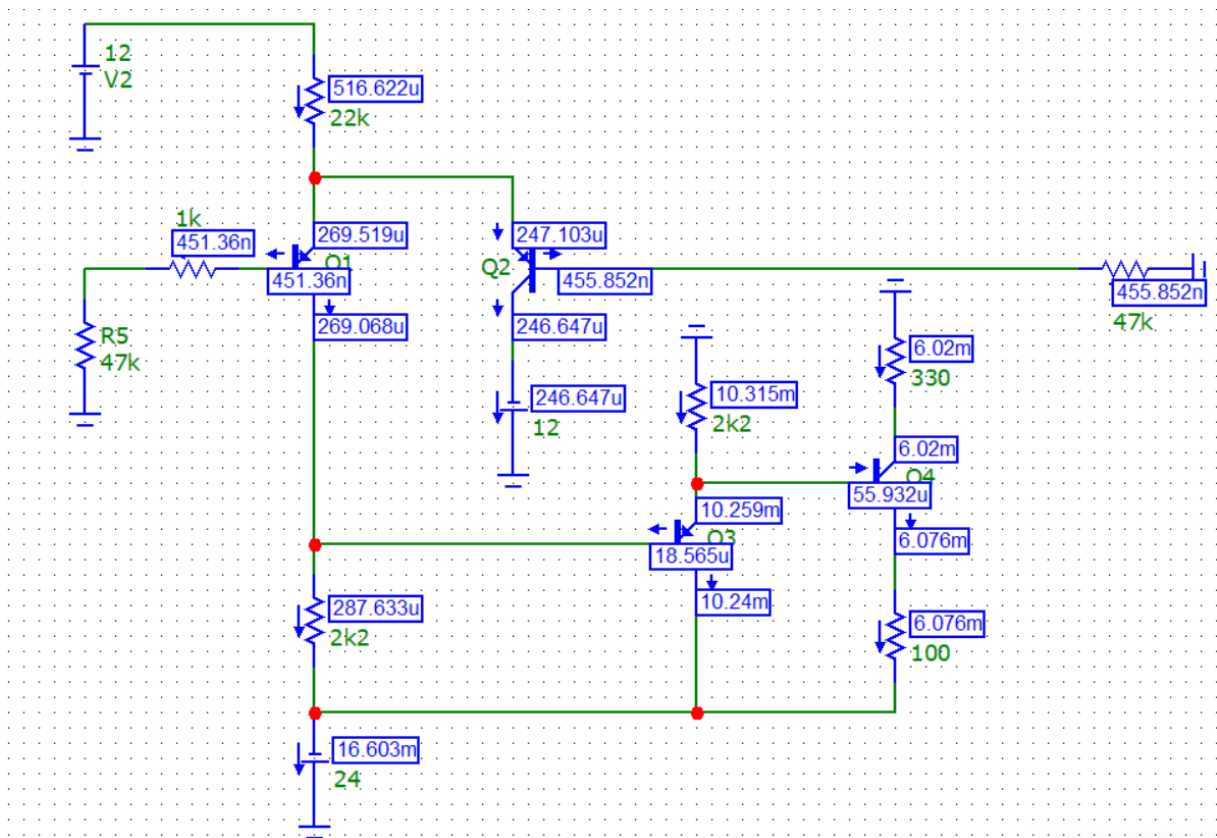 12
V2
516.622u
22k
1k
451.36n
269.519u
Q1
451.36n
269.068u
247.103u
Q2
455.852n
246.647u
455.852n
47k
R5
47k
6.02m
330
246.647u
12
10.315m
2k2
6.02m
Q4
55.932u
6.076m
10.259m
Q3
18.565u
10.24m
287.633u
2k2
6.076m
100
16.603m
24